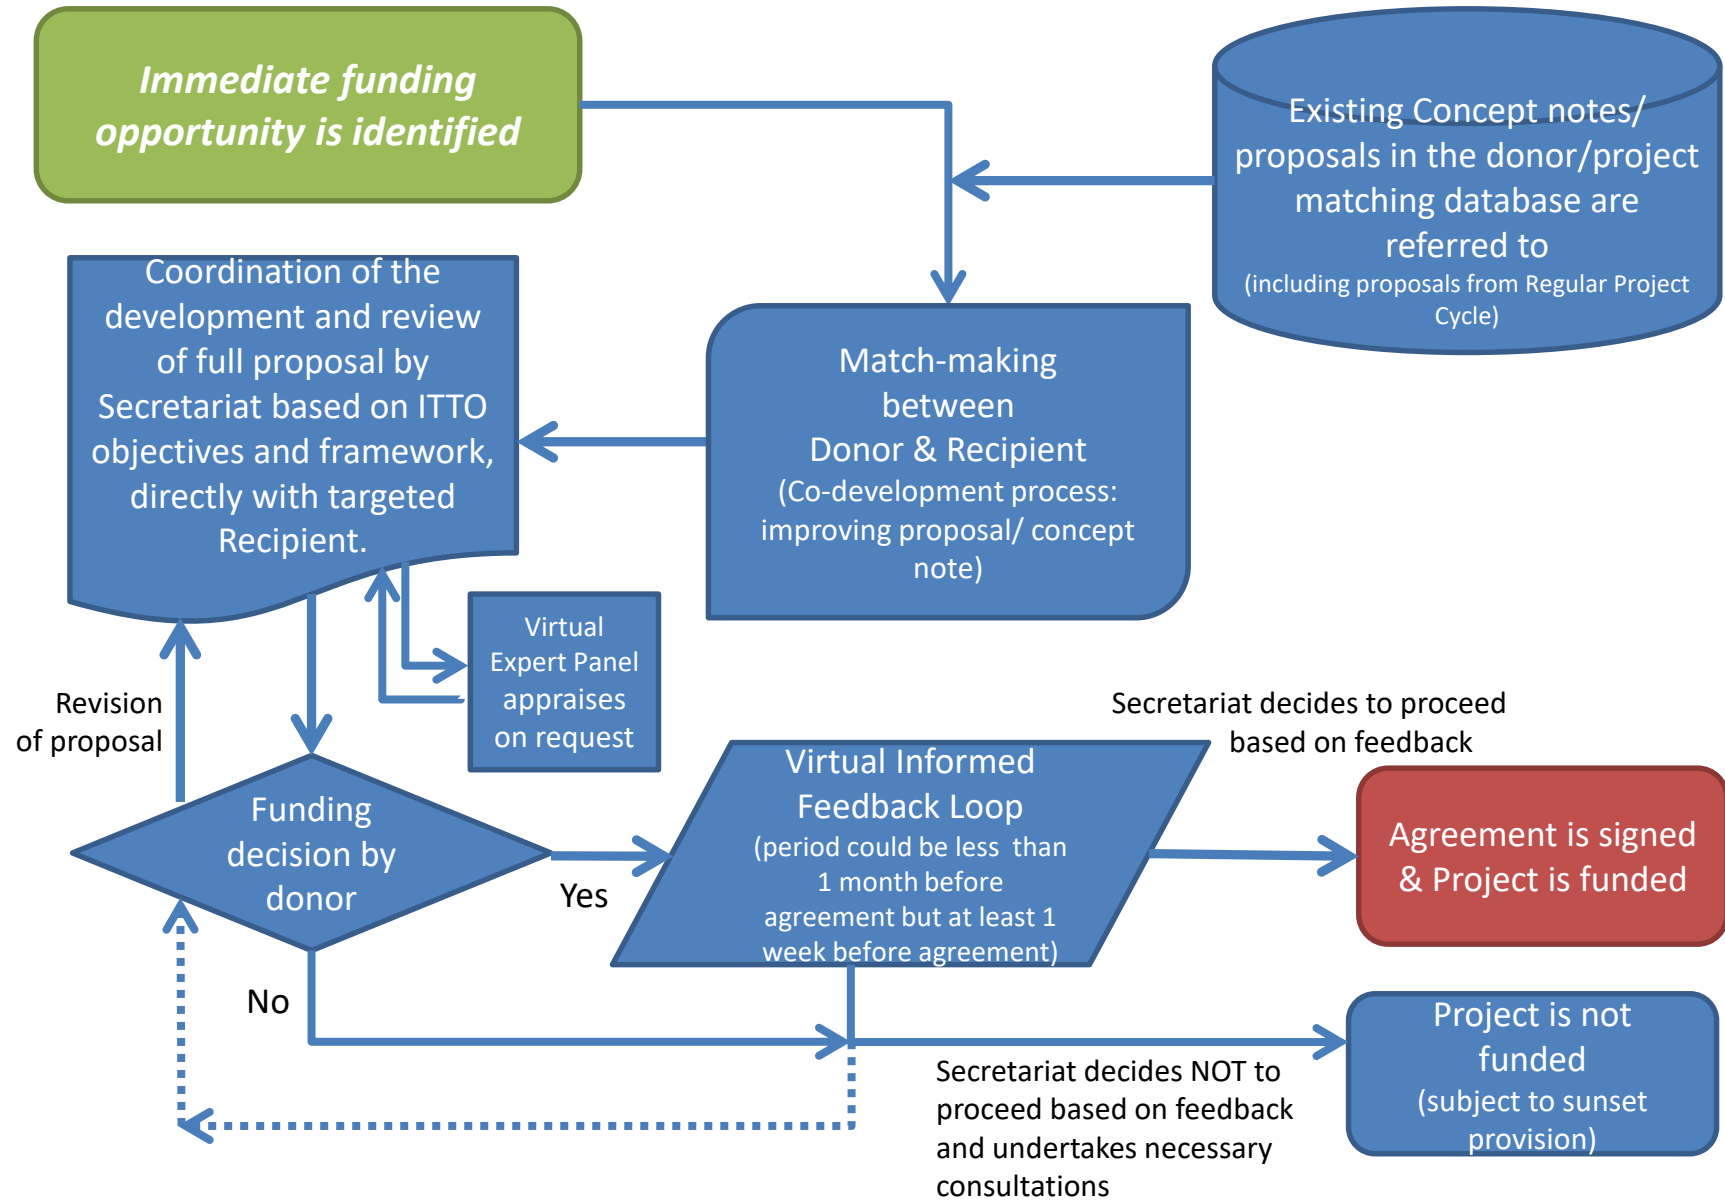 Immediate funding
opportunity is identified
Existing Concept notes/
proposals in the donor/project
matching database are
referred to
(including proposals from Regular Project
Cycle)
Coordination of the
development and review
of full proposal by
Secretariat based on ITTO
objectives and framework,
directly with targeted
Recipient.
Match-making
between
Donor & Recipient
(Co-development process:
improving proposal/ concept
note)
Virtual
Expert Panel
appraises
on request
Revision
of proposal
Secretariat decides to proceed
based on feedback
Funding
decision by
donor
Yes
Virtual Informed
Feedback Loop
(period could be less than
1 month before
agreement but at least 1
week before agreement)
Agreement is signed
& Project is funded
No
Project is not
funded
(subject to sunset
provision)
Secretariat decides NOT to
proceed based on feedback
and undertakes necessary
consultations